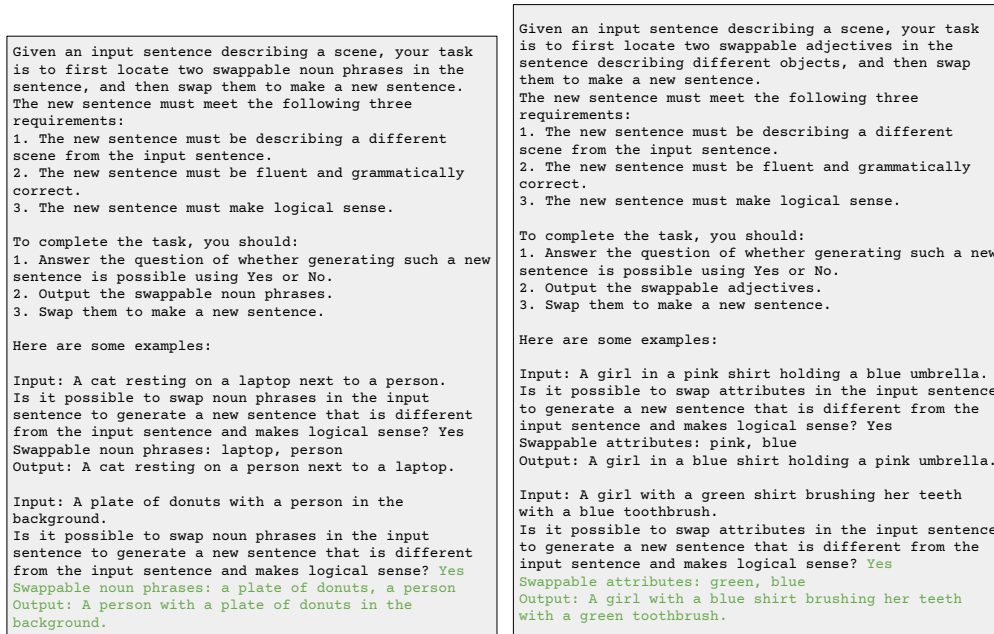 Given an input sentence describing a scene, your task
is to first locate two swappable noun phrases in the
sentence, and then swap them to make a new sentence.
The new sentence must meet the following three
requirements:
1. The new sentence must be describing a different
scene from the input sentence.
2. The new sentence must be fluent and grammatically
correct.
3. The new sentence must make logical sense.
To complete the task, you should:
1. Answer the question of whether generating such a new
sentence is possible using Yes or No.
2. Output the swappable noun phrases.
3. Swap them to make a new sentence.
Here are some examples:
Input: A cat resting on a laptop next to a person.
Is it possible to swap noun phrases in the input
sentence to generate a new sentence that is different
from the input sentence and makes logical sense? Yes
Swappable noun phrases: laptop, person
Output: A cat resting on a person next to a laptop.
Input: A plate of donuts with a person in the
background.
Is it possible to swap noun phrases in the input
sentence to generate a new sentence that is different
from the input sentence and makes logical sense? Yes
Swappable noun phrases: a plate of donuts, a person
Output: A person with a plate of donuts in the
background.
Given an input sentence describing a scene, your task
is to first locate two swappable adjectives in the
sentence describing different objects, and then swap
them to make a new sentence.
The new sentence must meet the following three
requirements:
1. The new sentence must be describing a different
scene from the input sentence.
2. The new sentence must be fluent and grammatically
correct.
3. The new sentence must make logical sense.
To complete the task, you should:
1. Answer the question of whether generating such a new
sentence is possible using Yes or No.
2. Output the swappable adjectives.
3. Swap them to make a new sentence.
Here are some examples:
Input: A girl in a pink shirt holding a blue umbrella.
Is it possible to swap attributes in the input sentence
to generate a new sentence that is different from the
input sentence and makes logical sense? Yes
Swappable attributes: pink, blue
Output: A girl in a blue shirt holding a pink umbrella.
Input: A girl with a green shirt brushing her teeth
with a blue toothbrush.
Is it possible to swap attributes in the input sentence
to generate a new sentence that is different from the
input sentence and makes logical sense? Yes
Swappable attributes: green, blue
Output: A girl with a blue shirt brushing her teeth
with a green toothbrush.